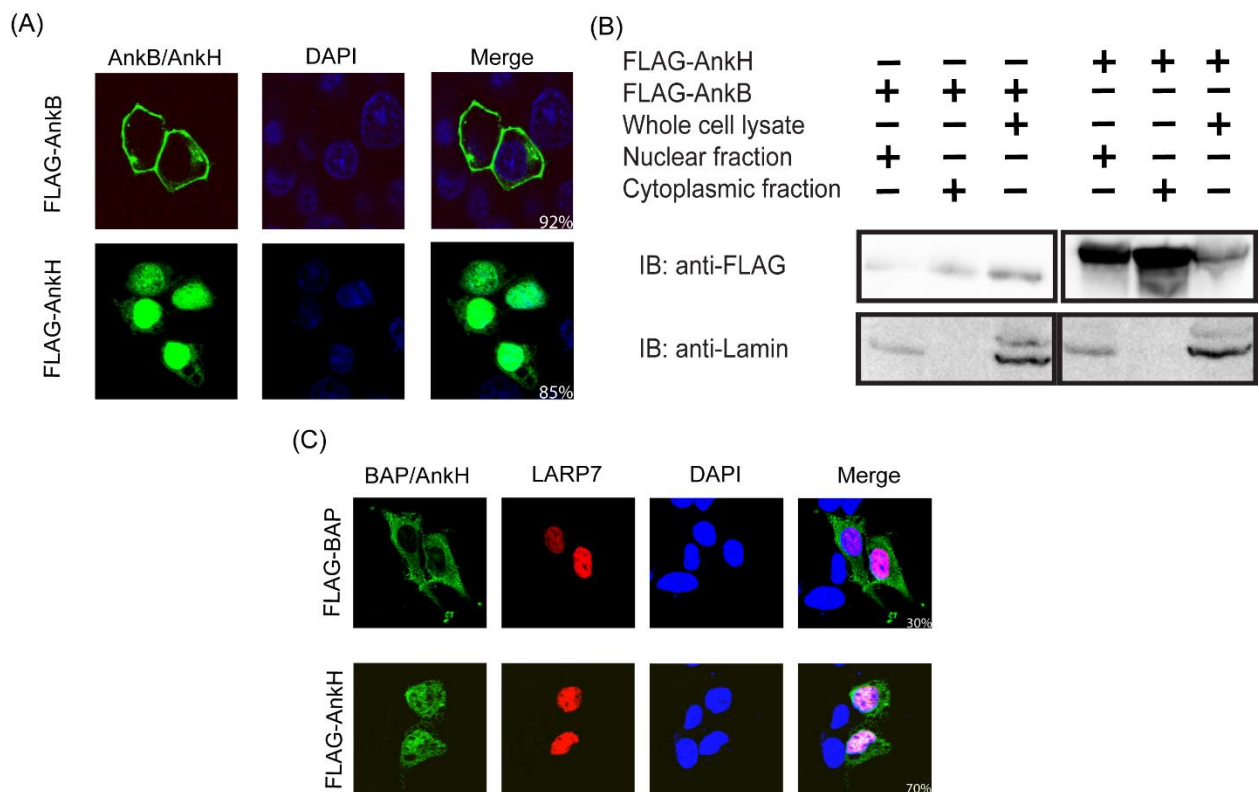 (A)
AnkB/AnkH DAPI Merge
FLAG-AnkB
92%
FLAG-AnkH
85%
(B)
FLAG-AnkH − − − + + +
FLAG-AnkB + + + − − −
Whole cell lysate − − + − − +
Nuclear fraction + − − + − −
Cytoplasmic fraction − + − − + −
IB: anti-FLAG
IB: anti-Lamin
(C)
BAP/AnkH LARP7 DAPI Merge
FLAG-BAP
30%
FLAG-AnkH
70%